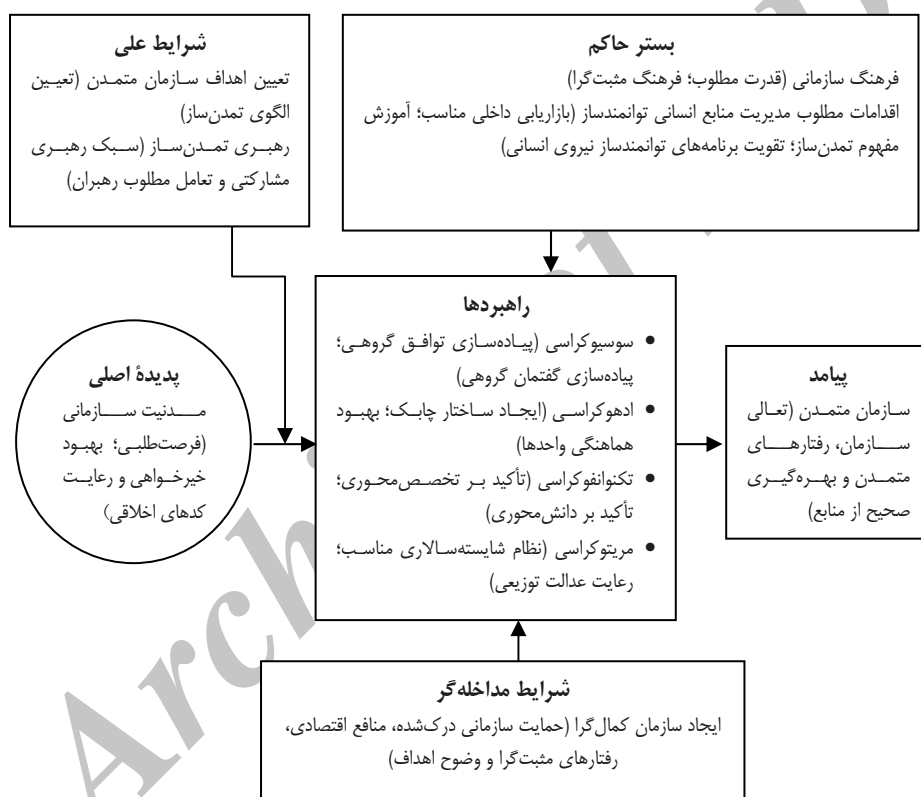 شرایط علی
تعیین اهداف سازمان متمدن (تعیین
الگوی تمدن‌ساز)
رهبری تمدن‌ساز (سبک رهبری
مشارکتی و تعامل مطلوب رهبران)
بستر حاکم
فرهنگ سازمانی (قدرت مطلوب؛ فرهنگ مثبت‌گرا)
اقدامات مطلوب مدیریت منابع انسانی توانمندساز (بازاریابی داخلی مناسب؛ آموزش
مفهوم تمدن‌ساز؛ تقویت برنامه‌های توانمندساز نیروی انسانی)
پدیدۀ اصلی
مدنیت سازمانی
(فرصت‌طلبی؛ بهبود
خیرخواهی و رعایت
کدهای اخلاقی)
راهبردها
• سوسیوکراسی (پیاده‌سازی توافق گروهی؛
پیاده‌سازی گفتمان گروهی)
• ادهوکراسی (ایجاد ساختار چابک؛ بهبود
هماهنگی واحدها)
• تکنوانفوکراسی (تأکید بر تخصص‌محوری؛
تأکید بر دانش‌محوری)
• مریتوکراسی (نظام شایسته‌سالاری مناسب؛
رعایت عدالت توزیعی)
پیامد
سازمان متمدن (تعالی
سازمان، رفتارهای
متمدن و بهره‌گیری
صحیح از منابع)
شرایط مداخله‌گر
ایجاد سازمان کمال‌گرا (حمایت سازمانی درک‌شده، منافع اقتصادی،
رفتارهای مثبت‌گرا و وضوح اهداف)